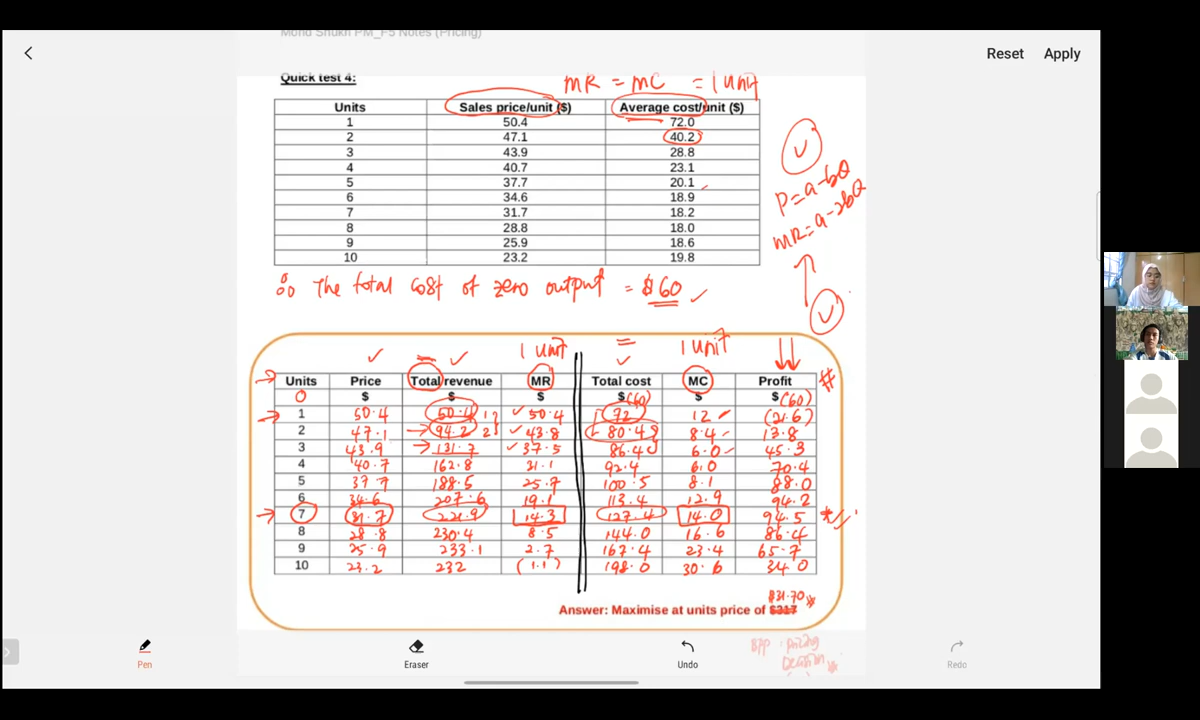 Mohd Shukri PM_F5 Notes (Pricing)
Reset Apply
Quick test 4:
MR = MC = 1 unit
Units Sales price/unit ($) Average cost/unit ($)
1 50.4 72.0
2 47.1 40.2
3 43.9 28.8
4 40.7 23.1
5 37.7 20.1
6 34.6 18.9
7 31.7 18.2
8 28.8 18.0
9 25.9 18.6
10 23.2 19.8
P=a-bQ
MR=a-2bQ
∴ The total cost of zero output = $60
1 unit = 1 unit
Units Price Total revenue MR Total cost MC Profit #
0 $ $ $ $(60) $ $(60)
1 50.4 50.4 50.4 72 12 (21.6)
2 47.1 94.2 43.8 80.4 8.4 13.8
3 43.9 131.7 37.5 86.4 6.0 45.3
4 40.7 162.8 31.1 92.4 6.0 70.4
5 37.7 188.5 25.7 100.5 8.1 88.0
6 34.6 207.6 19.1 113.4 12.9 94.2
7 31.7 221.9 14.3 127.4 14.0 94.5
8 28.8 230.4 8.5 144.0 16.6 86.4
9 25.9 233.1 2.7 167.4 23.4 65.7
10 23.2 232 (1.1) 198.0 30.6 34.0
$31.70
Answer: Maximise at units price of $317
BPP : pricing
Decision
Pen Eraser Undo Redo